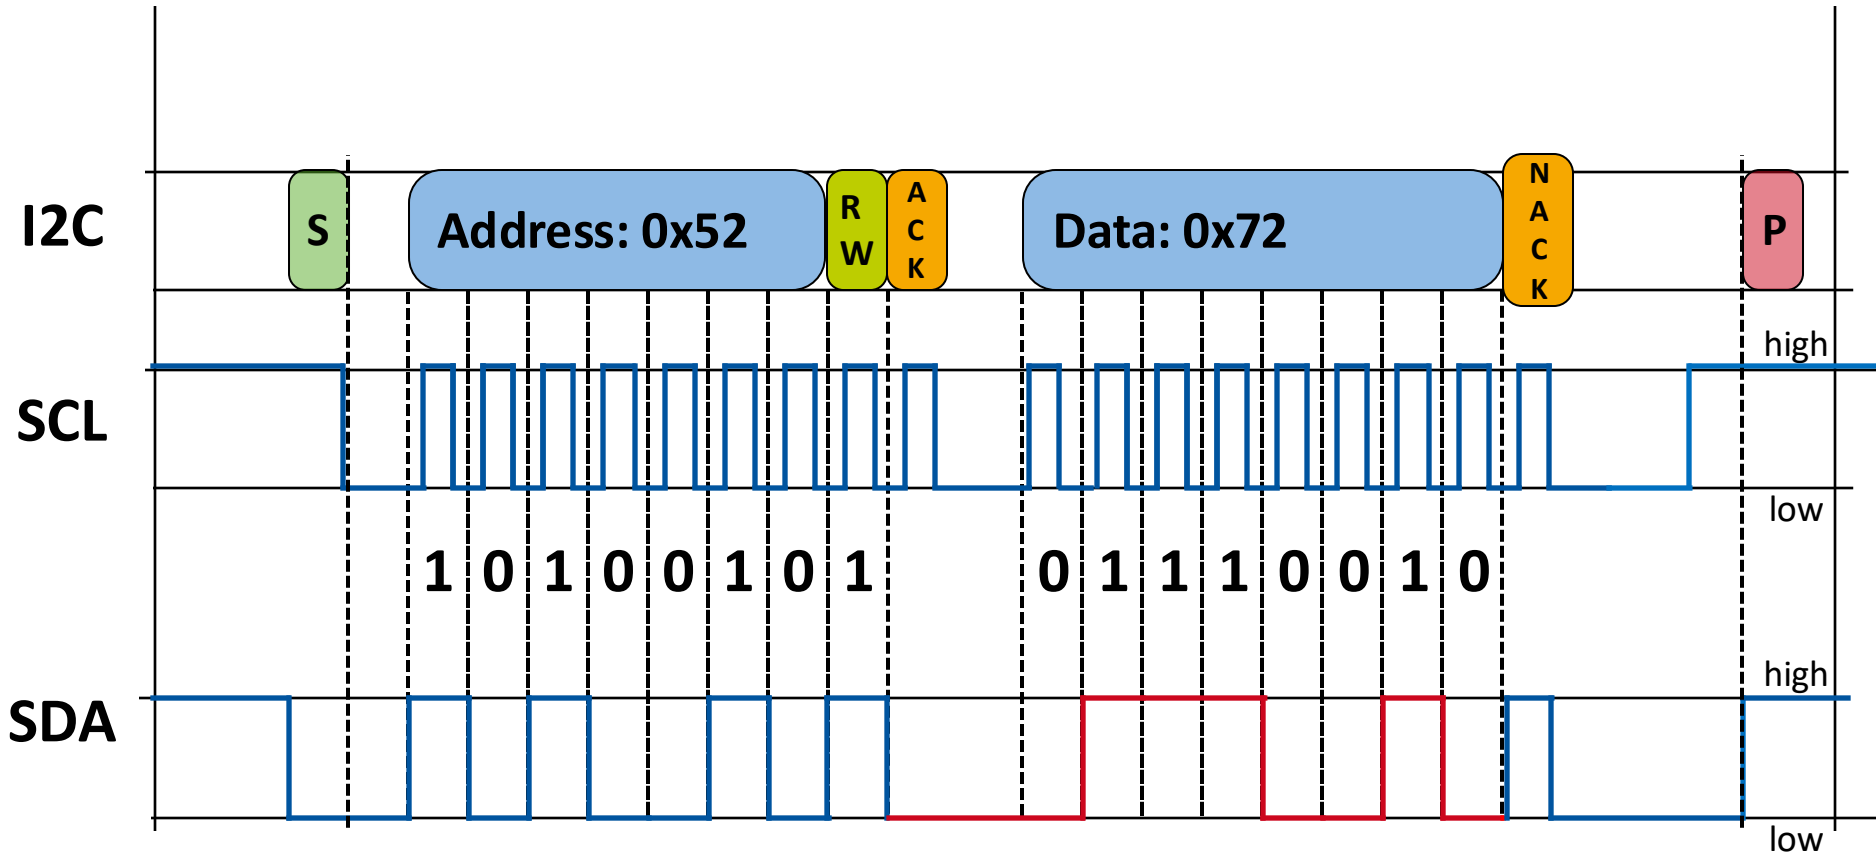 I2C
S
Address: 0x52
R
W
A
C
K
Data: 0x72
N
A
C
K
P
SCL
high
low
1 0 1 0 0 1 0 1 0 1 1 1 0 0 1 0
SDA
high
low